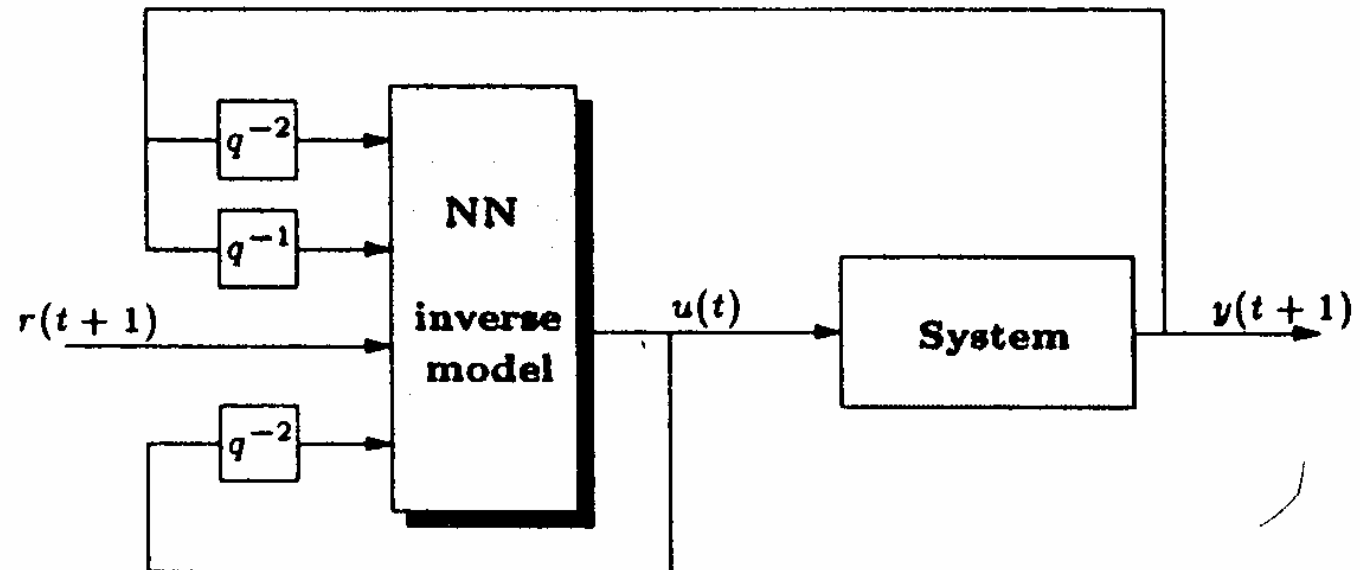 q⁻²
NN
q⁻¹
r(t + 1)
inverse
model
u(t)
System
y(t + 1)
q⁻²